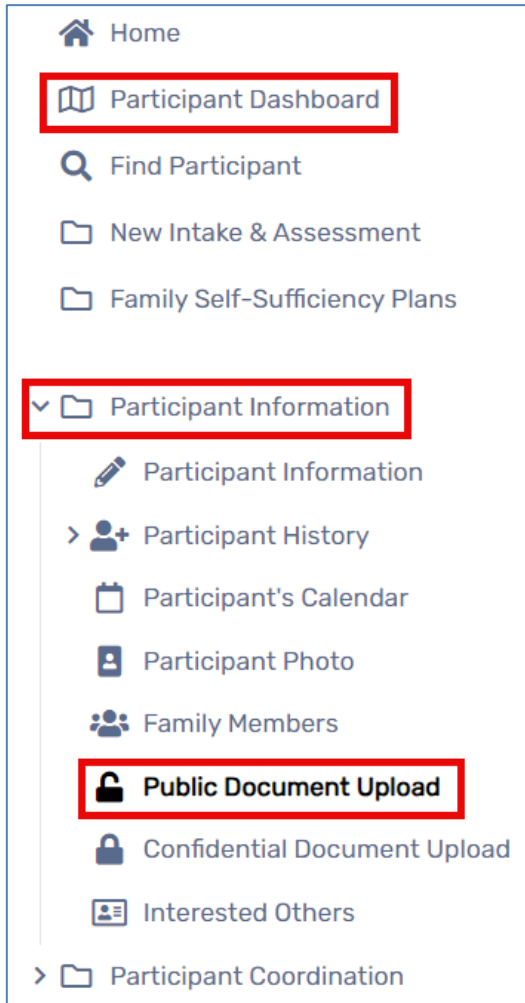 Home
Participant Dashboard
Find Participant
New Intake & Assessment
Family Self-Sufficiency Plans
Participant Information
Participant Information
Participant History
Participant's Calendar
Participant Photo
Family Members
Public Document Upload
Confidential Document Upload
Interested Others
Participant Coordination